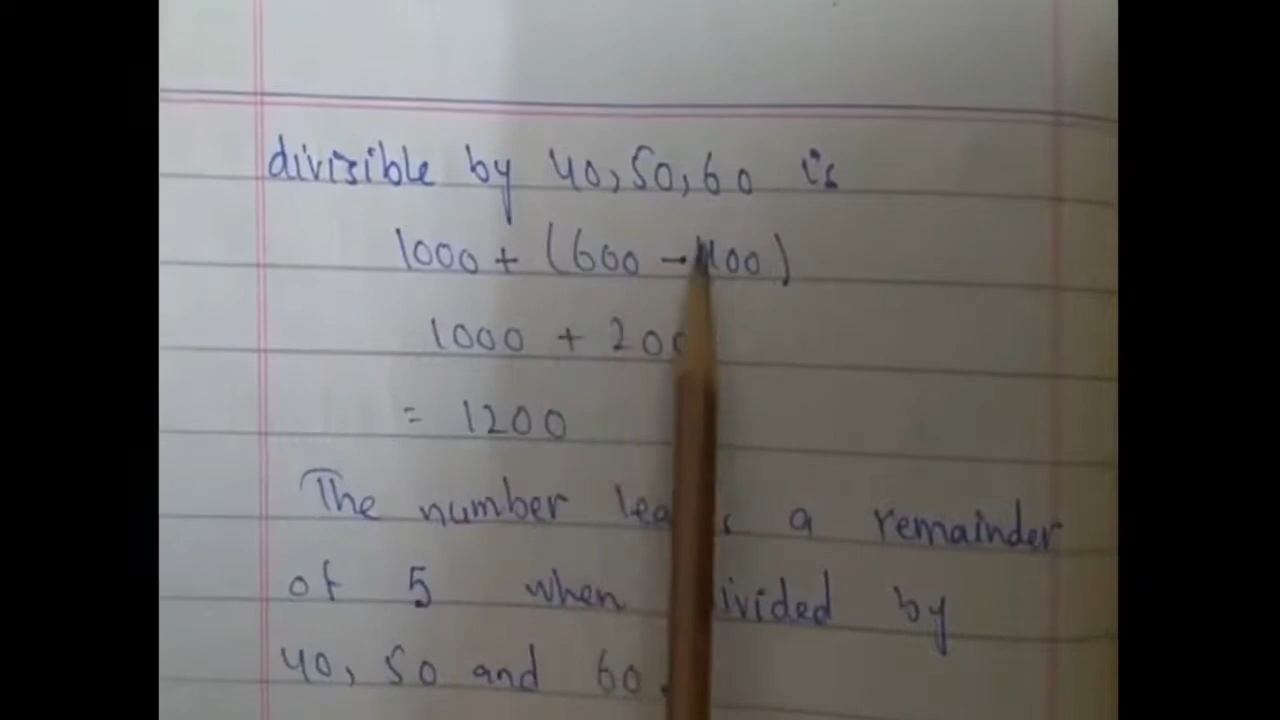 divisible by 40, 50, 60 is
1000 + (600 - 400)
1000 + 200
= 1200
The number a remainder
of 5 when divided by
40, 50 and 60.